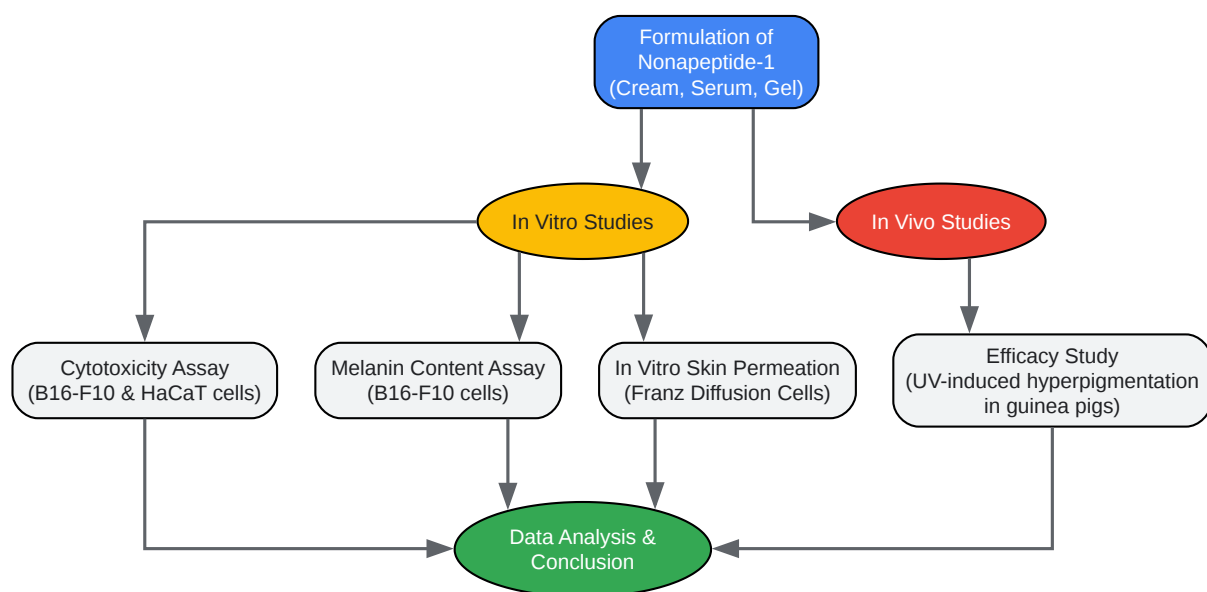 Formulation of
Nonapeptide-1
(Cream, Serum, Gel)
In Vitro Studies
In Vivo Studies
Cytotoxicity Assay
(B16-F10 & HaCaT cells)
Melanin Content Assay
(B16-F10 cells)
In Vitro Skin Permeation
(Franz Diffusion Cells)
Efficacy Study
(UV-induced hyperpigmentation
in guinea pigs)
Data Analysis &
Conclusion